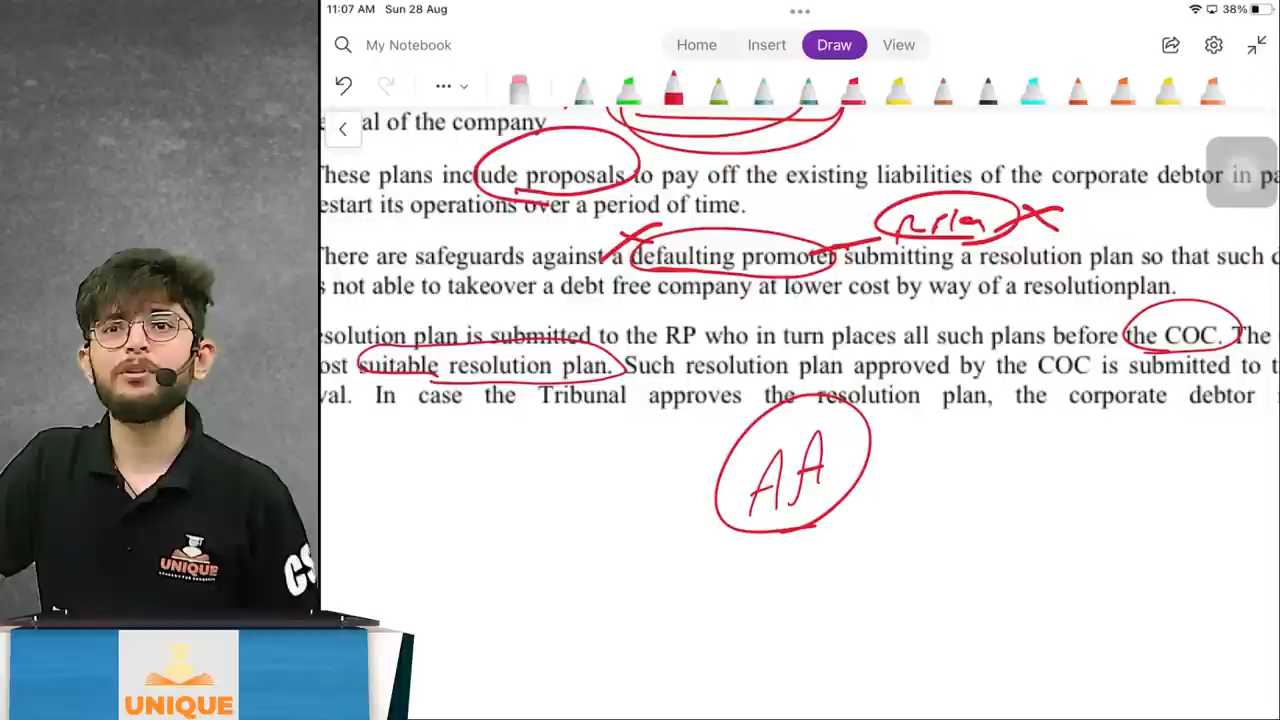 11:07 AM Sun 28 Aug
38%
My Notebook
Home Insert Draw View
al of the company
These plans include proposals to pay off the existing liabilities of the corporate debtor in pa
estart its operations over a period of time.
R Plan
There are safeguards against a defaulting promoter submitting a resolution plan so that such d
s not able to takeover a debt free company at lower cost by way of a resolutionplan.
esolution plan is submitted to the RP who in turn places all such plans before the COC. The
ost suitable resolution plan. Such resolution plan approved by the COC is submitted to t
val. In case the Tribunal approves the resolution plan, the corporate debtor
AA
UNIQUE
CS
UNIQUE